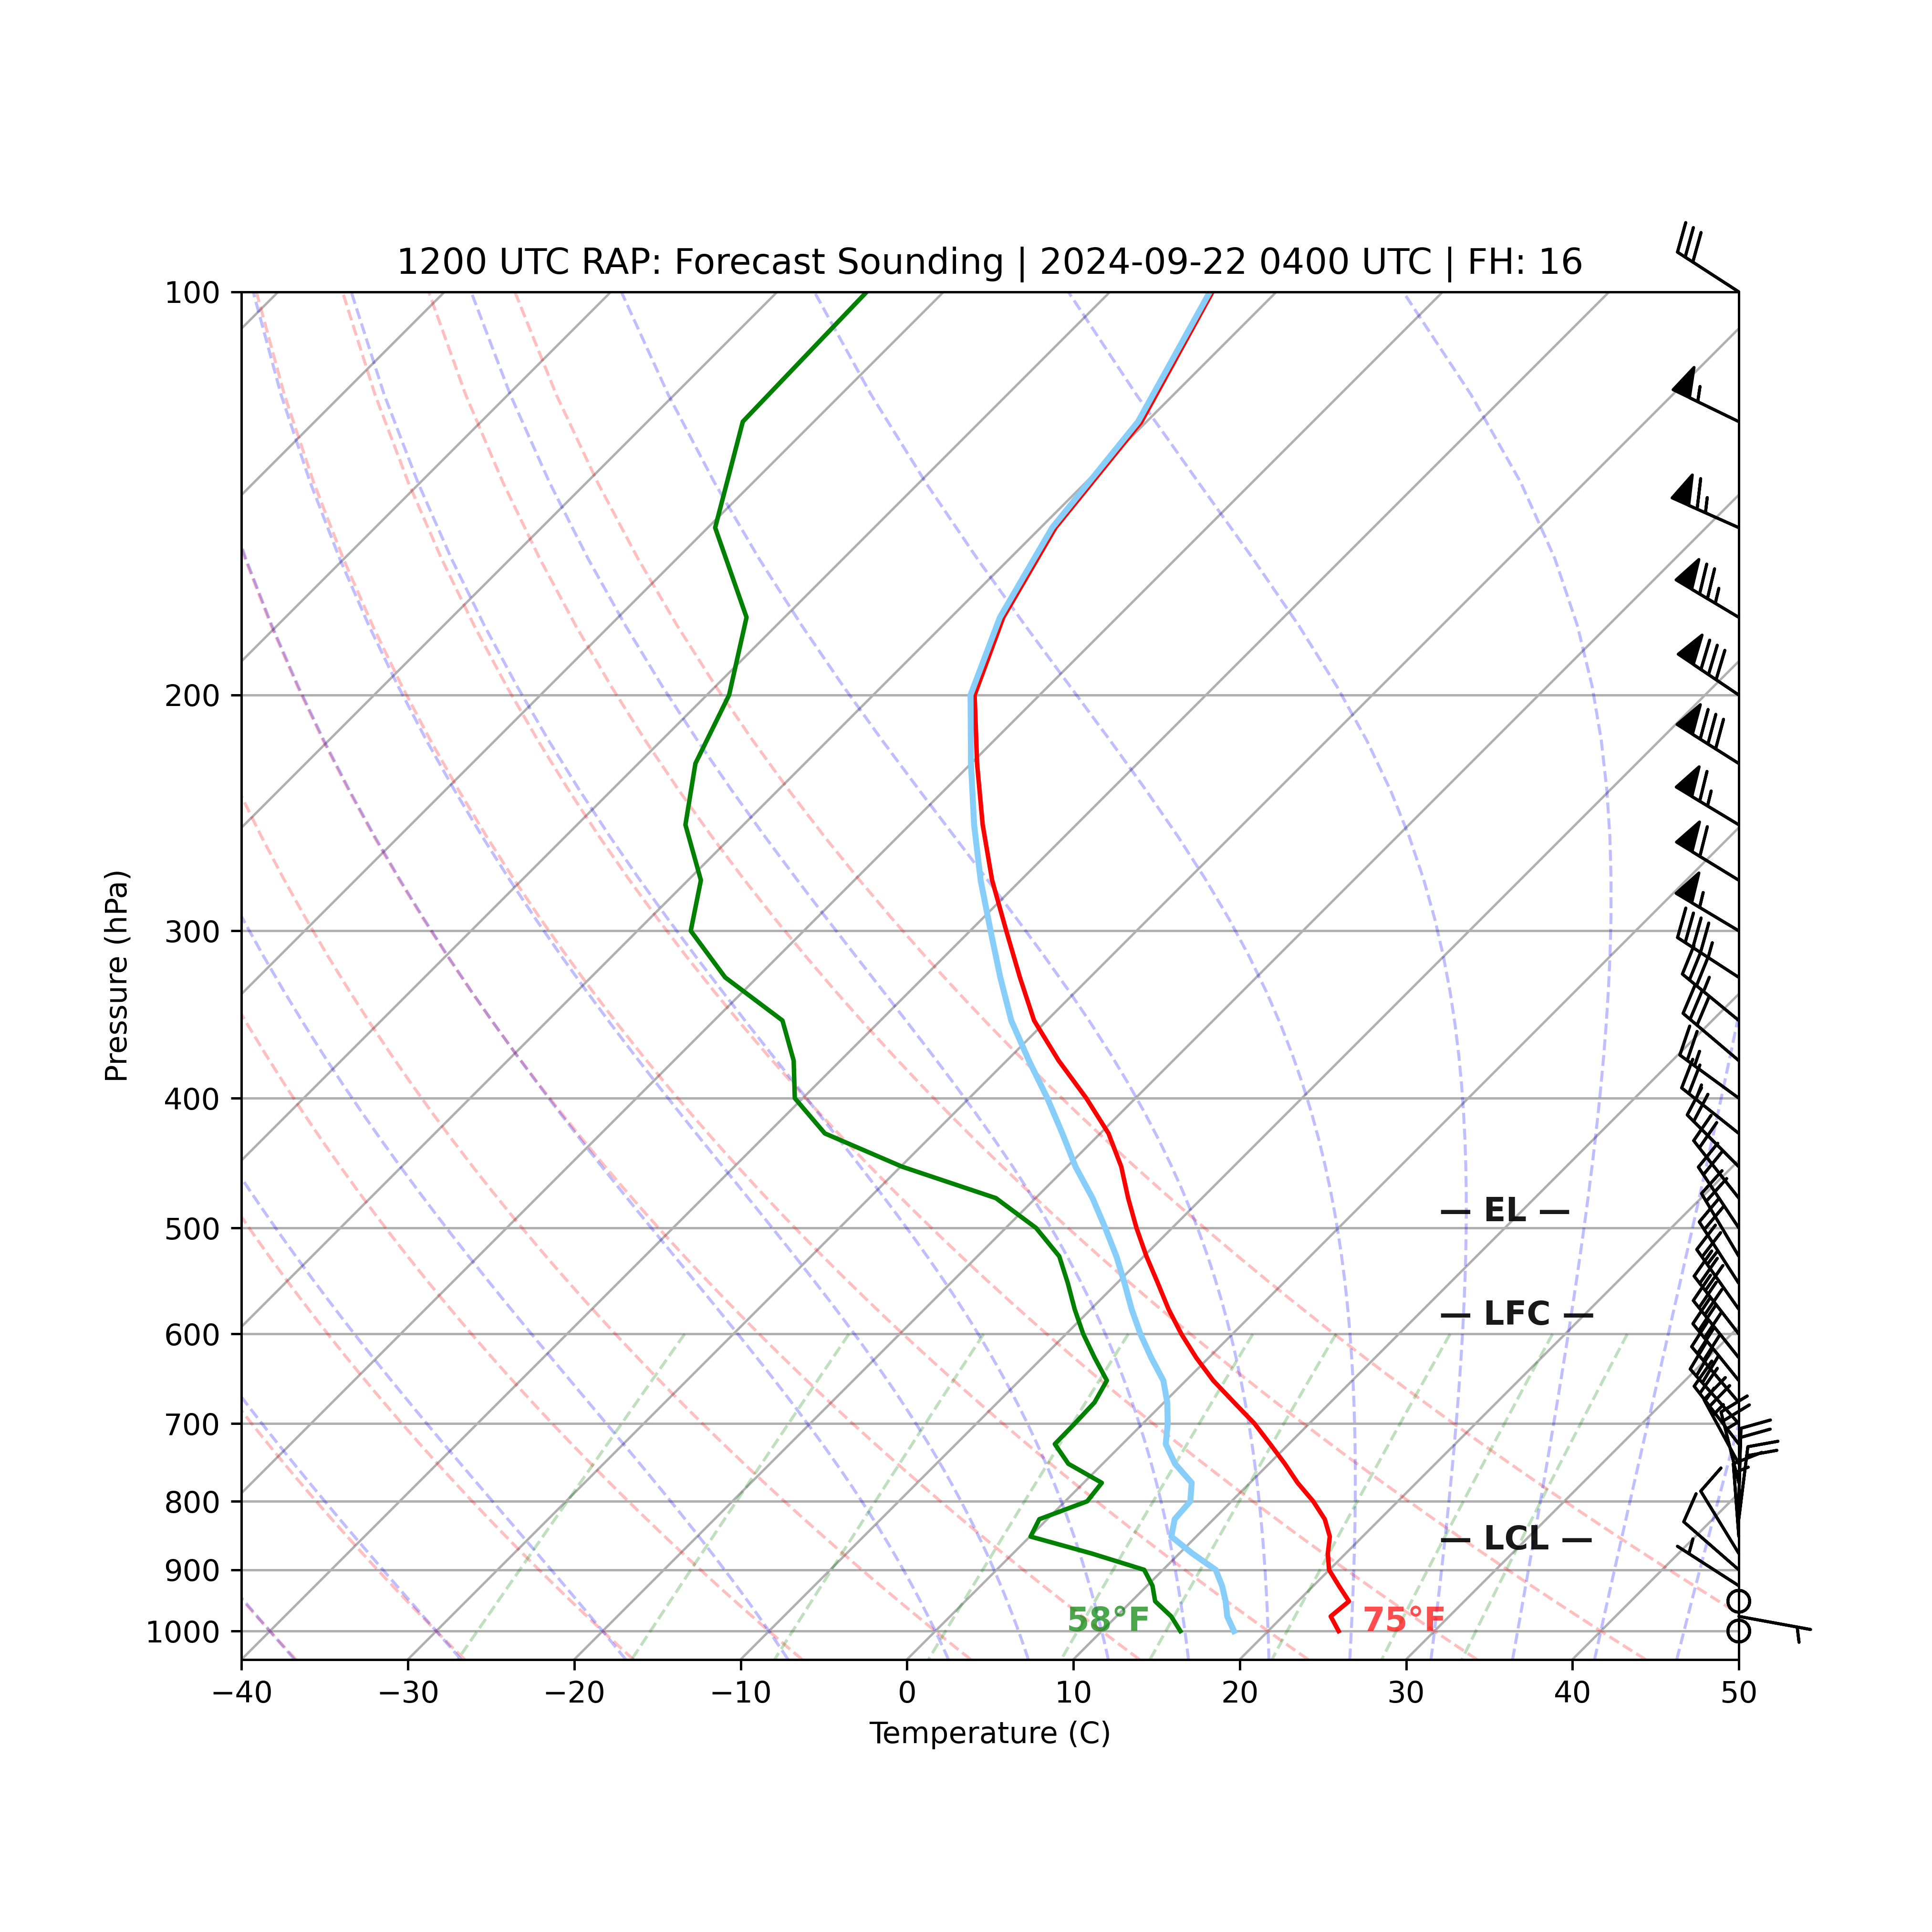 1200 UTC RAP: Forecast Sounding | 2024-09-22 0400 UTC | FH: 16
100
200
300
400
500
600
700
800
900
1000
Pressure (hPa)
— EL —
— LFC —
— LCL —
58°F
75°F
−40 −30 −20 −10 0 10 20 30 40 50
Temperature (C)